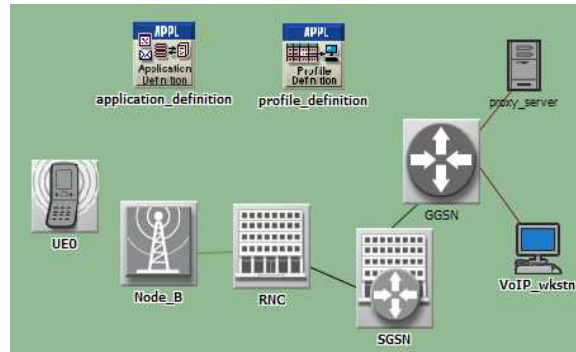 APPL
Application
Definition
application_definition
APPL
Profile
Definition
profile_definition
proxy_server
GGSN
UE0
Node_B
RNC
SGSN
VoIP_wkstn